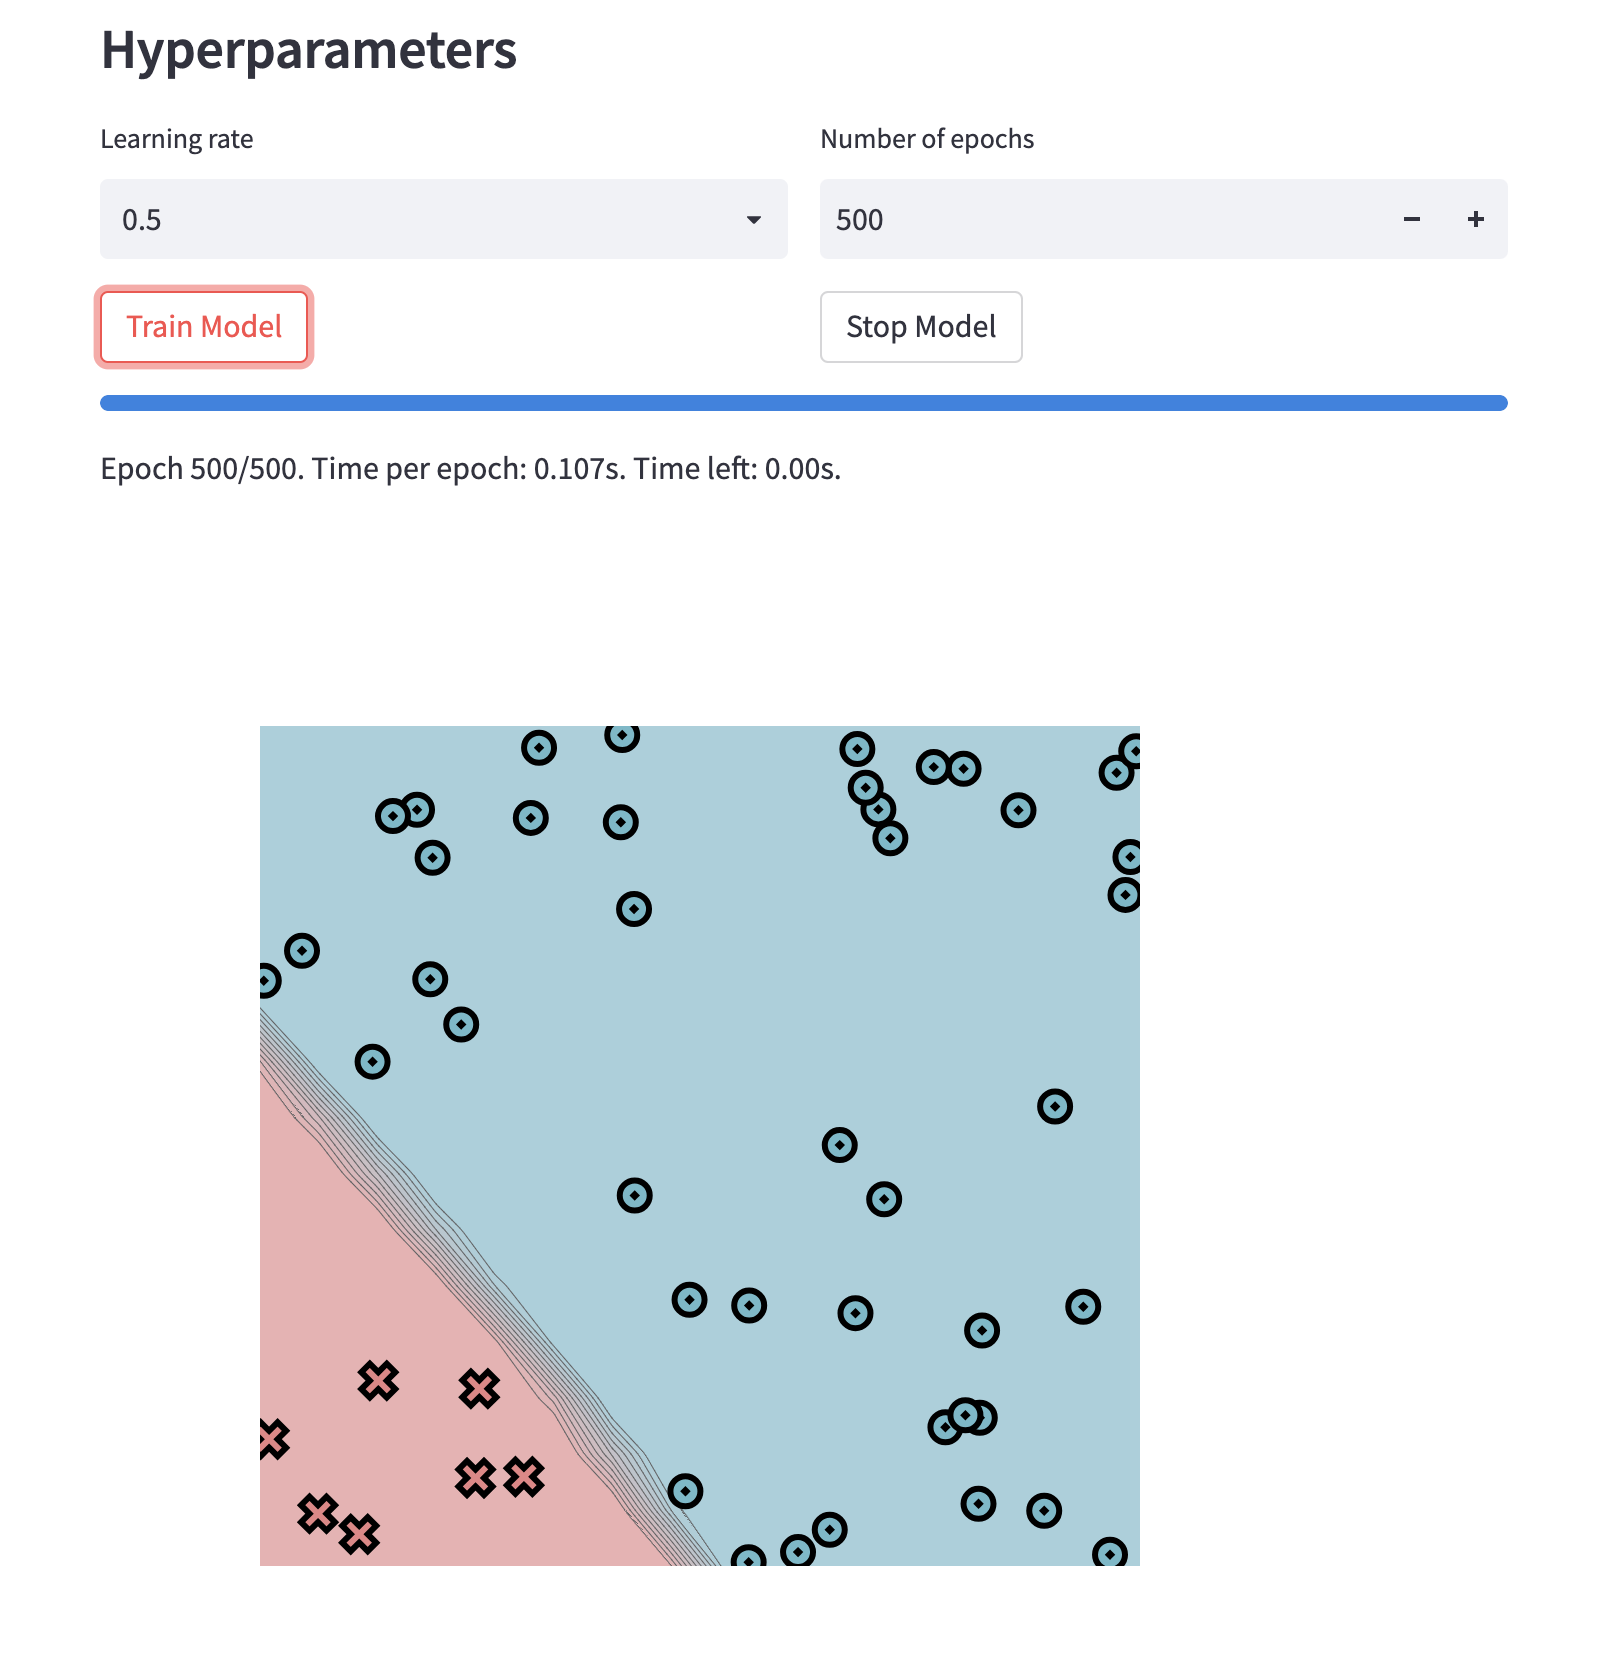 Hyperparameters
Learning rate
Number of epochs
0.5
500
Train Model
Stop Model
Epoch 500/500. Time per epoch: 0.107s. Time left: 0.00s.